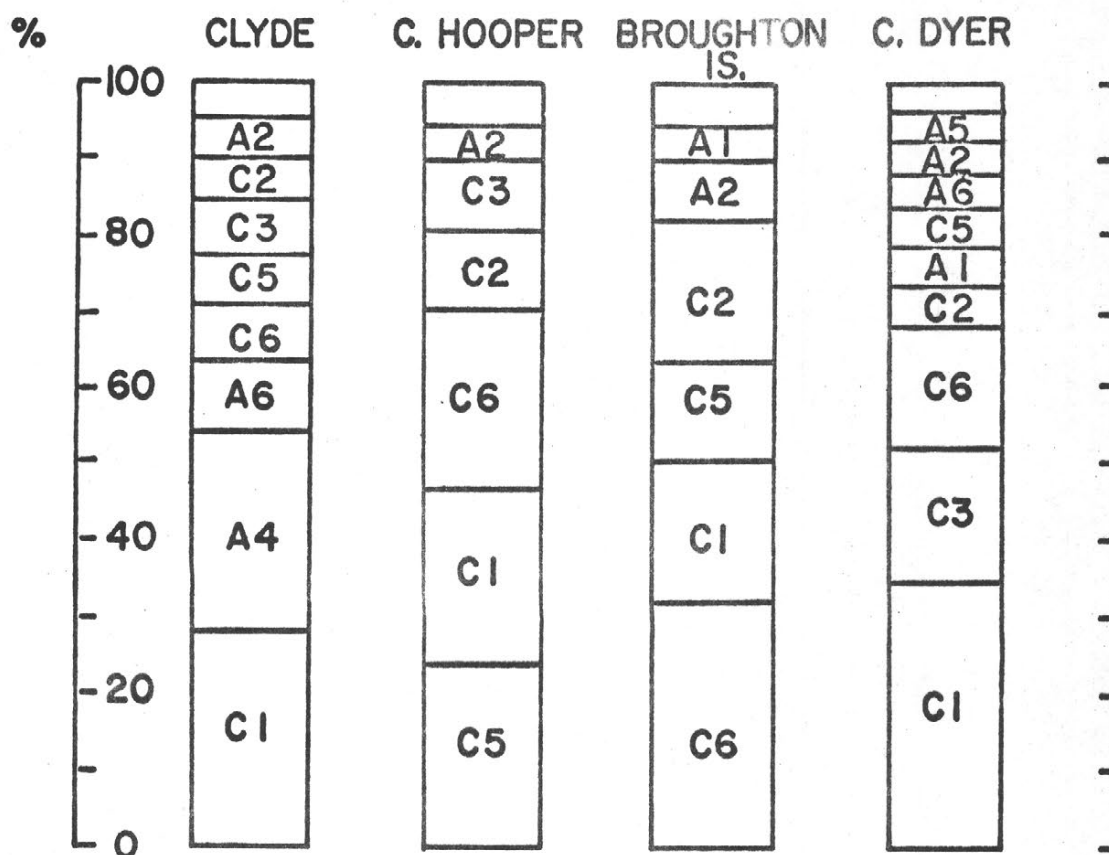 % CLYDE C. HOOPER BROUGHTON IS. C. DYER
100
80
60
40
20
0
A2
C2
C3
C5
C6
A6
A4
C1
A2
C3
C2
C6
C1
C5
A1
A2
C2
C5
C1
C6
A5
A2
A6
C5
A1
C2
C6
C3
C1